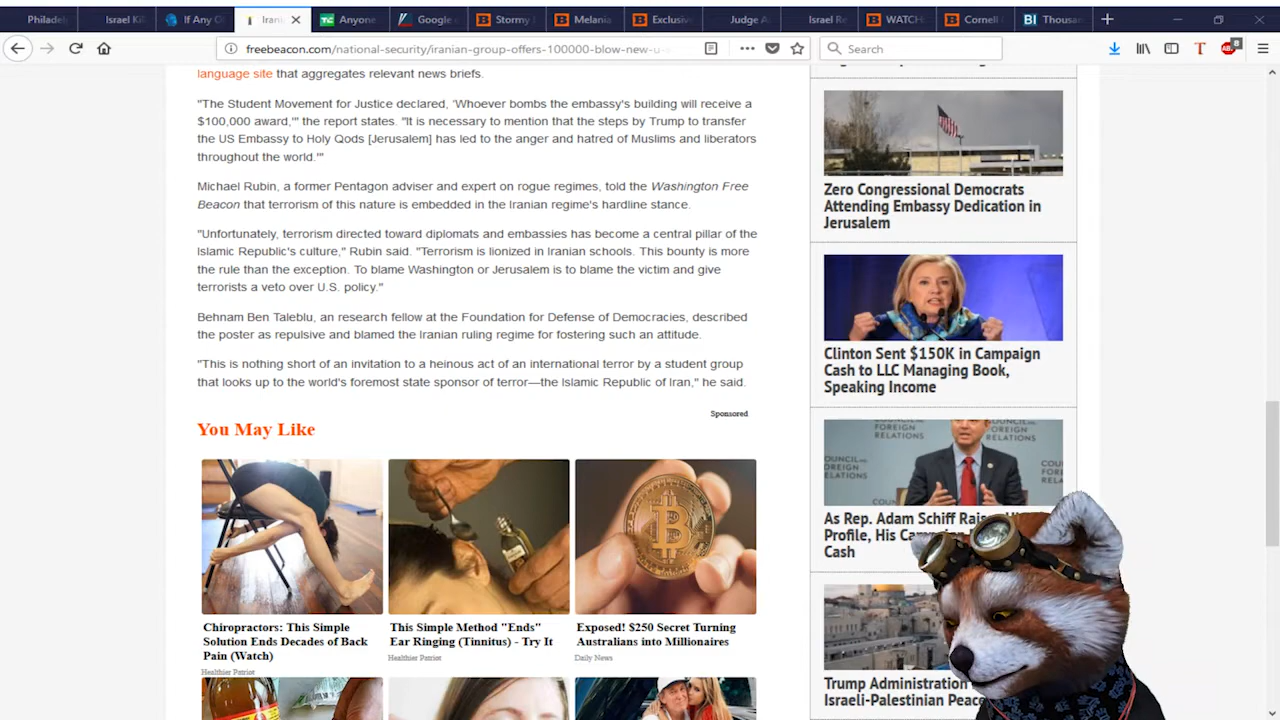 Philade
Israel Kil
If Any O
Irani
Anyone
Google
Stormy
Melania
Exclusive
Judge A
Israel Re
WATCH
Cornell
BI Thousan
freebeacon.com/national-security/iranian-group-offers-100000-blow-new-u-s
Search
8
language site that aggregates relevant news briefs.
"The Student Movement for Justice declared, 'Whoever bombs the embassy's building will receive a
$100,000 award,'" the report states. "It is necessary to mention that the steps by Trump to transfer
the US Embassy to Holy Qods [Jerusalem] has led to the anger and hatred of Muslims and liberators
throughout the world.'"
Michael Rubin, a former Pentagon adviser and expert on rogue regimes, told the Washington Free
Beacon that terrorism of this nature is embedded in the Iranian regime's hardline stance.
"Unfortunately, terrorism directed toward diplomats and embassies has become a central pillar of the
Islamic Republic's culture," Rubin said. "Terrorism is lionized in Iranian schools. This bounty is more
the rule than the exception. To blame Washington or Jerusalem is to blame the victim and give
terrorists a veto over U.S. policy."
Behnam Ben Taleblu, an research fellow at the Foundation for Defense of Democracies, described
the poster as repulsive and blamed the Iranian ruling regime for fostering such an attitude.
"This is nothing short of an invitation to a heinous act of an international terror by a student group
that looks up to the world's foremost state sponsor of terror—the Islamic Republic of Iran," he said.
Sponsored
You May Like
Chiropractors: This Simple
Solution Ends Decades of Back
Pain (Watch)
Healthier Patriot
This Simple Method "Ends"
Ear Ringing (Tinnitus) - Try It
Healthier Patriot
Exposed! $250 Secret Turning
Australians into Millionaires
Daily News
Zero Congressional Democrats
Attending Embassy Dedication in
Jerusalem
Clinton Sent $150K in Campaign
Cash to LLC Managing Book,
Speaking Income
COUNCIL
FOREIGN
RELATIONS
As Rep. Adam Schiff Rai
Profile, His
Cash
Trump Administration
Israeli-Palestinian Peace